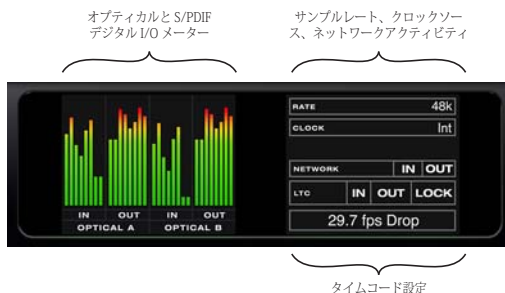 オプティカルと S/PDIF
デジタル I/O メーター
サンプルレート、クロックソー
ス、ネットワークアクティビティ
RATE 48k
CLOCK Int
NETWORK IN OUT
LTC IN OUT LOCK
29.7 fps Drop
IN OUT IN OUT
OPTICAL A OPTICAL B
タイムコード設定